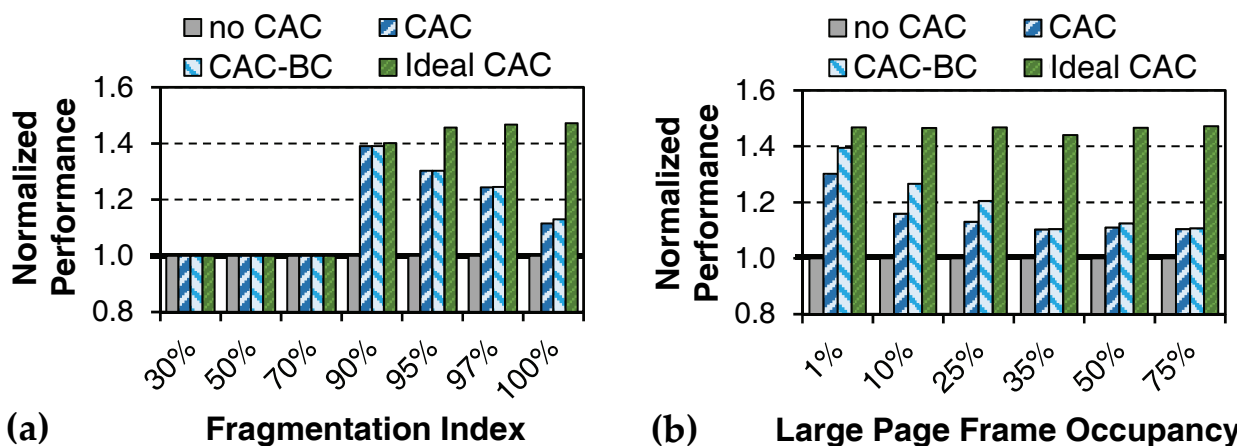 no CAC CAC
CAC-BC Ideal CAC
Normalized
Performance
1.6
1.4
1.2
1.0
0.8
30% 50% 70% 90% 95% 97% 100%
(a) Fragmentation Index
no CAC CAC
CAC-BC Ideal CAC
Normalized
Performance
1.6
1.4
1.2
1.0
0.8
1% 10% 25% 35% 50% 75%
(b) Large Page Frame Occupancy